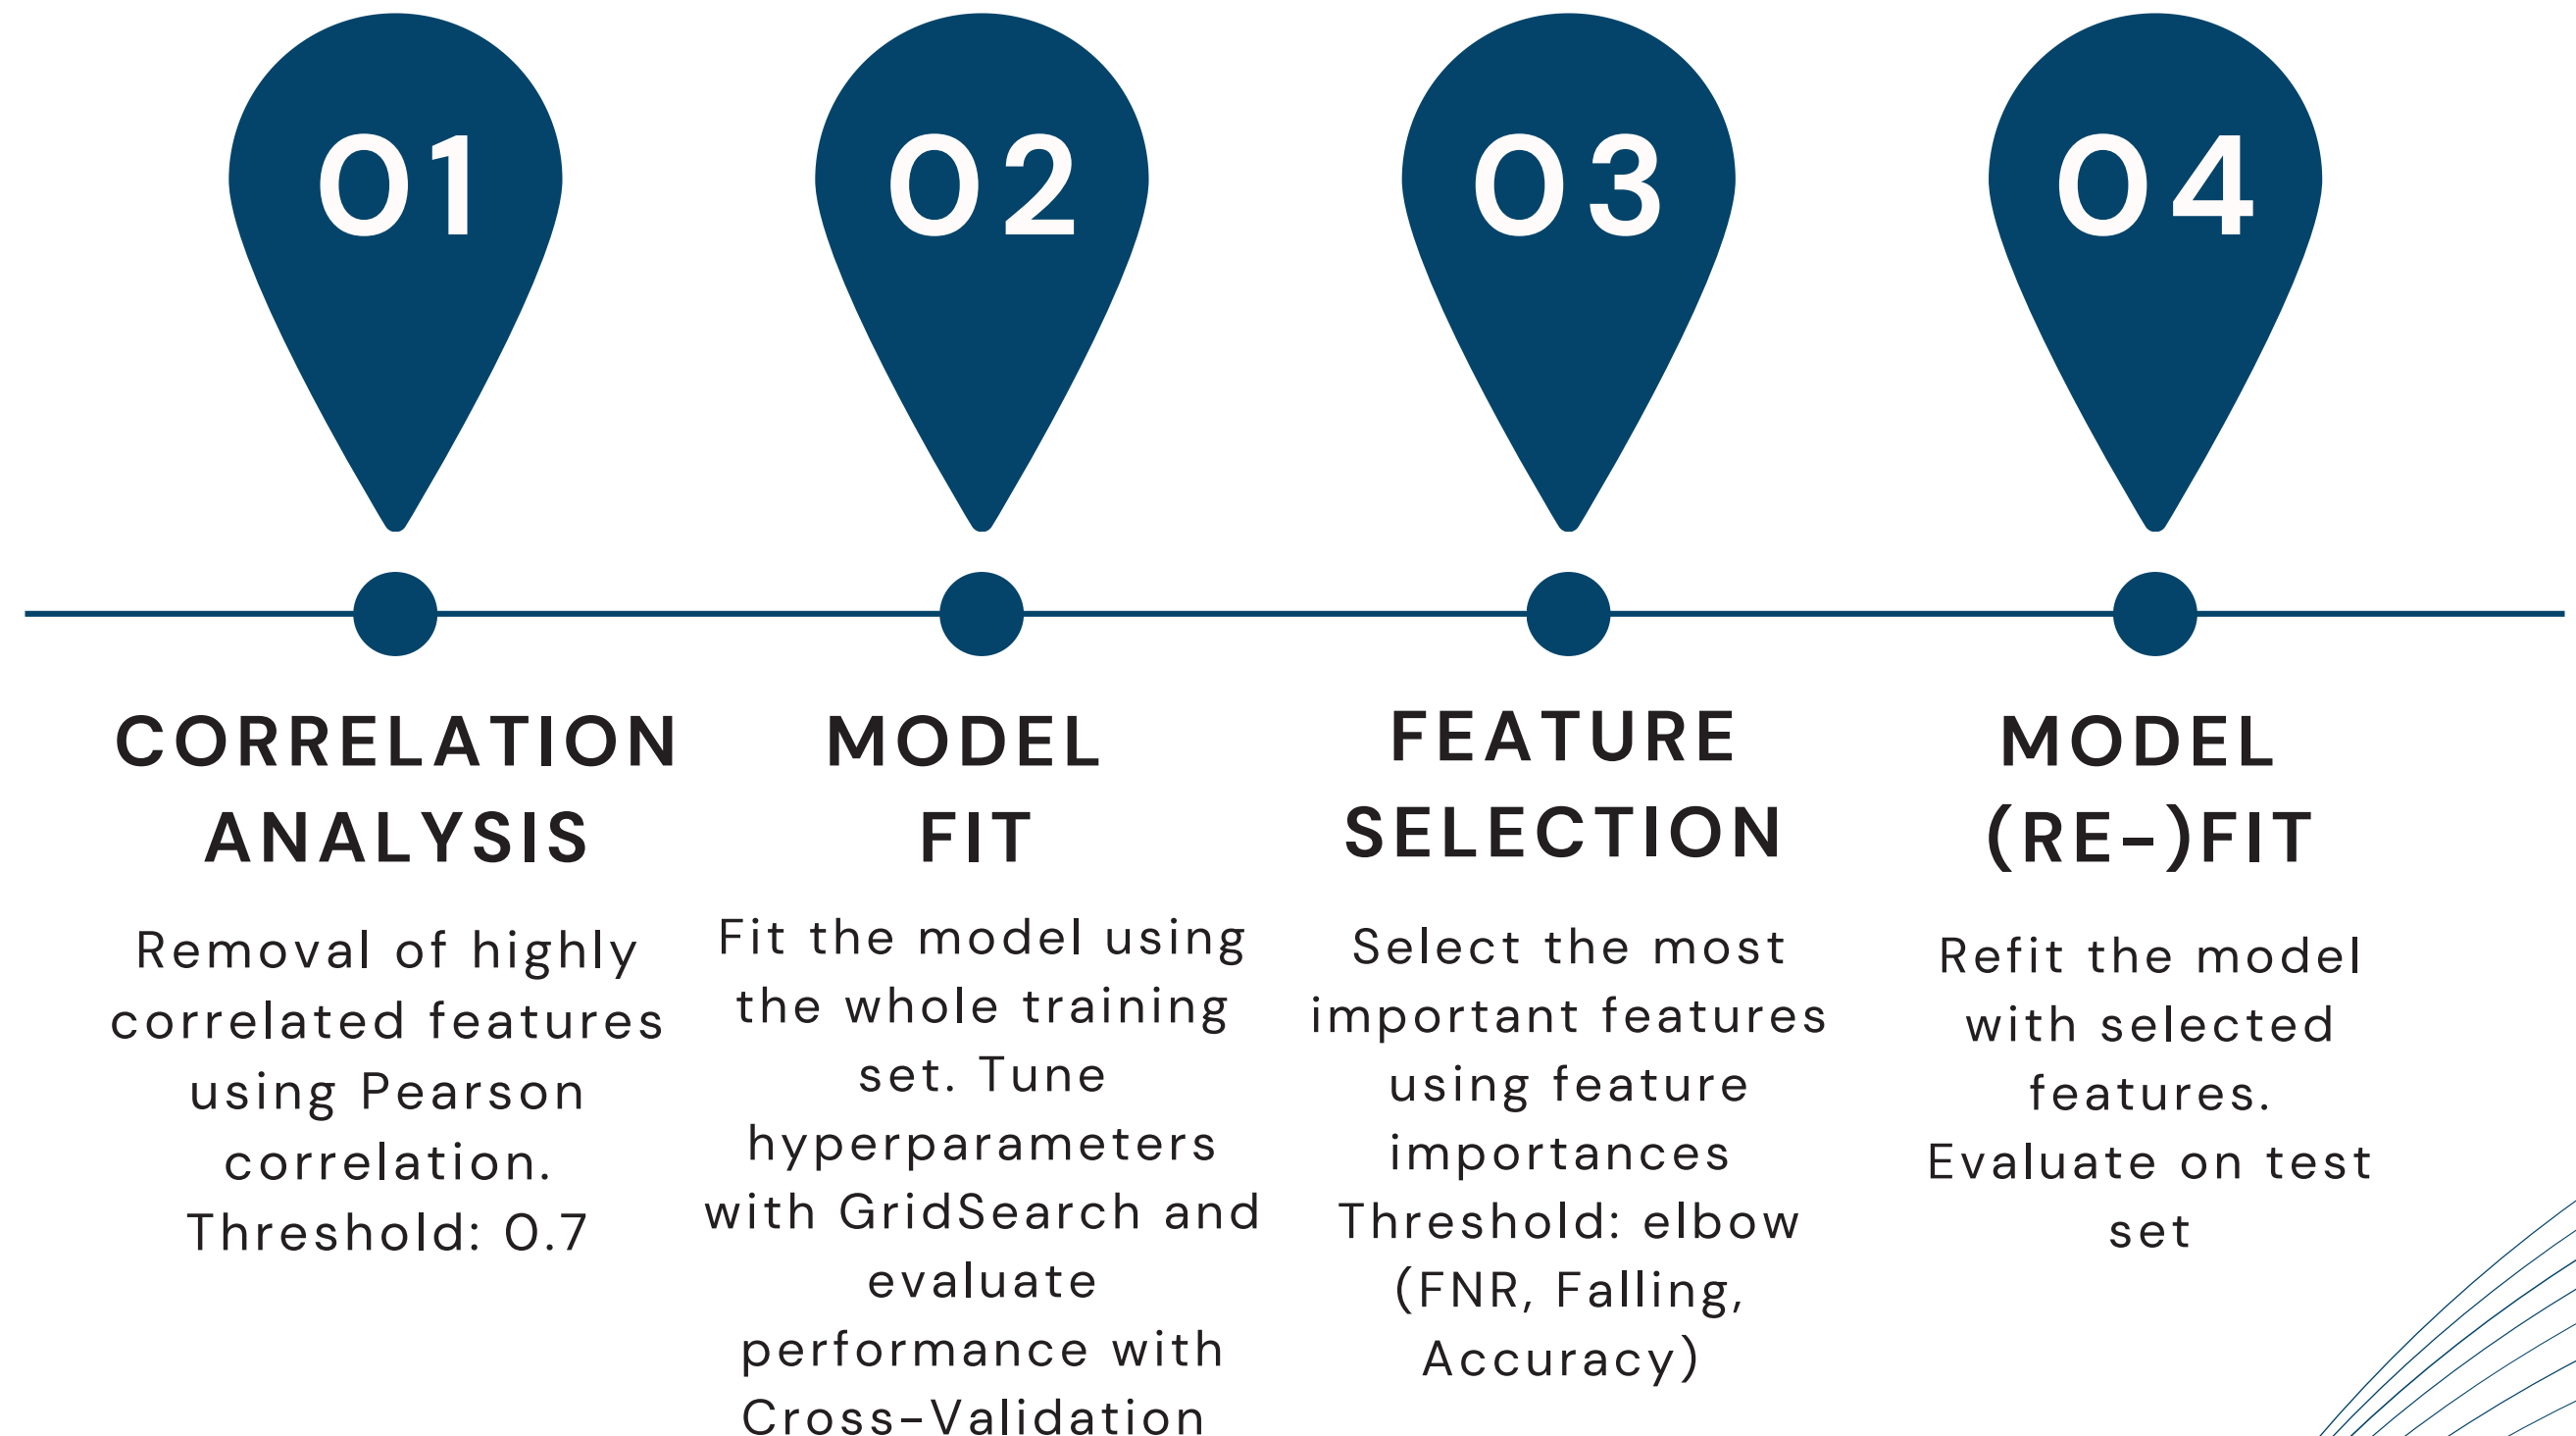 01
CORRELATION
ANALYSIS
Removal of highly
correlated features
using Pearson
correlation.
Threshold: 0.7
02
MODEL
FIT
Fit the model using
the whole training
set. Tune
hyperparameters
with GridSearch and
evaluate
performance with
Cross-Validation
03
FEATURE
SELECTION
Select the most
important features
using feature
importances
Threshold: elbow
(FNR, Falling,
Accuracy)
04
MODEL
(RE-)FIT
Refit the model
with selected
features.
Evaluate on test
set